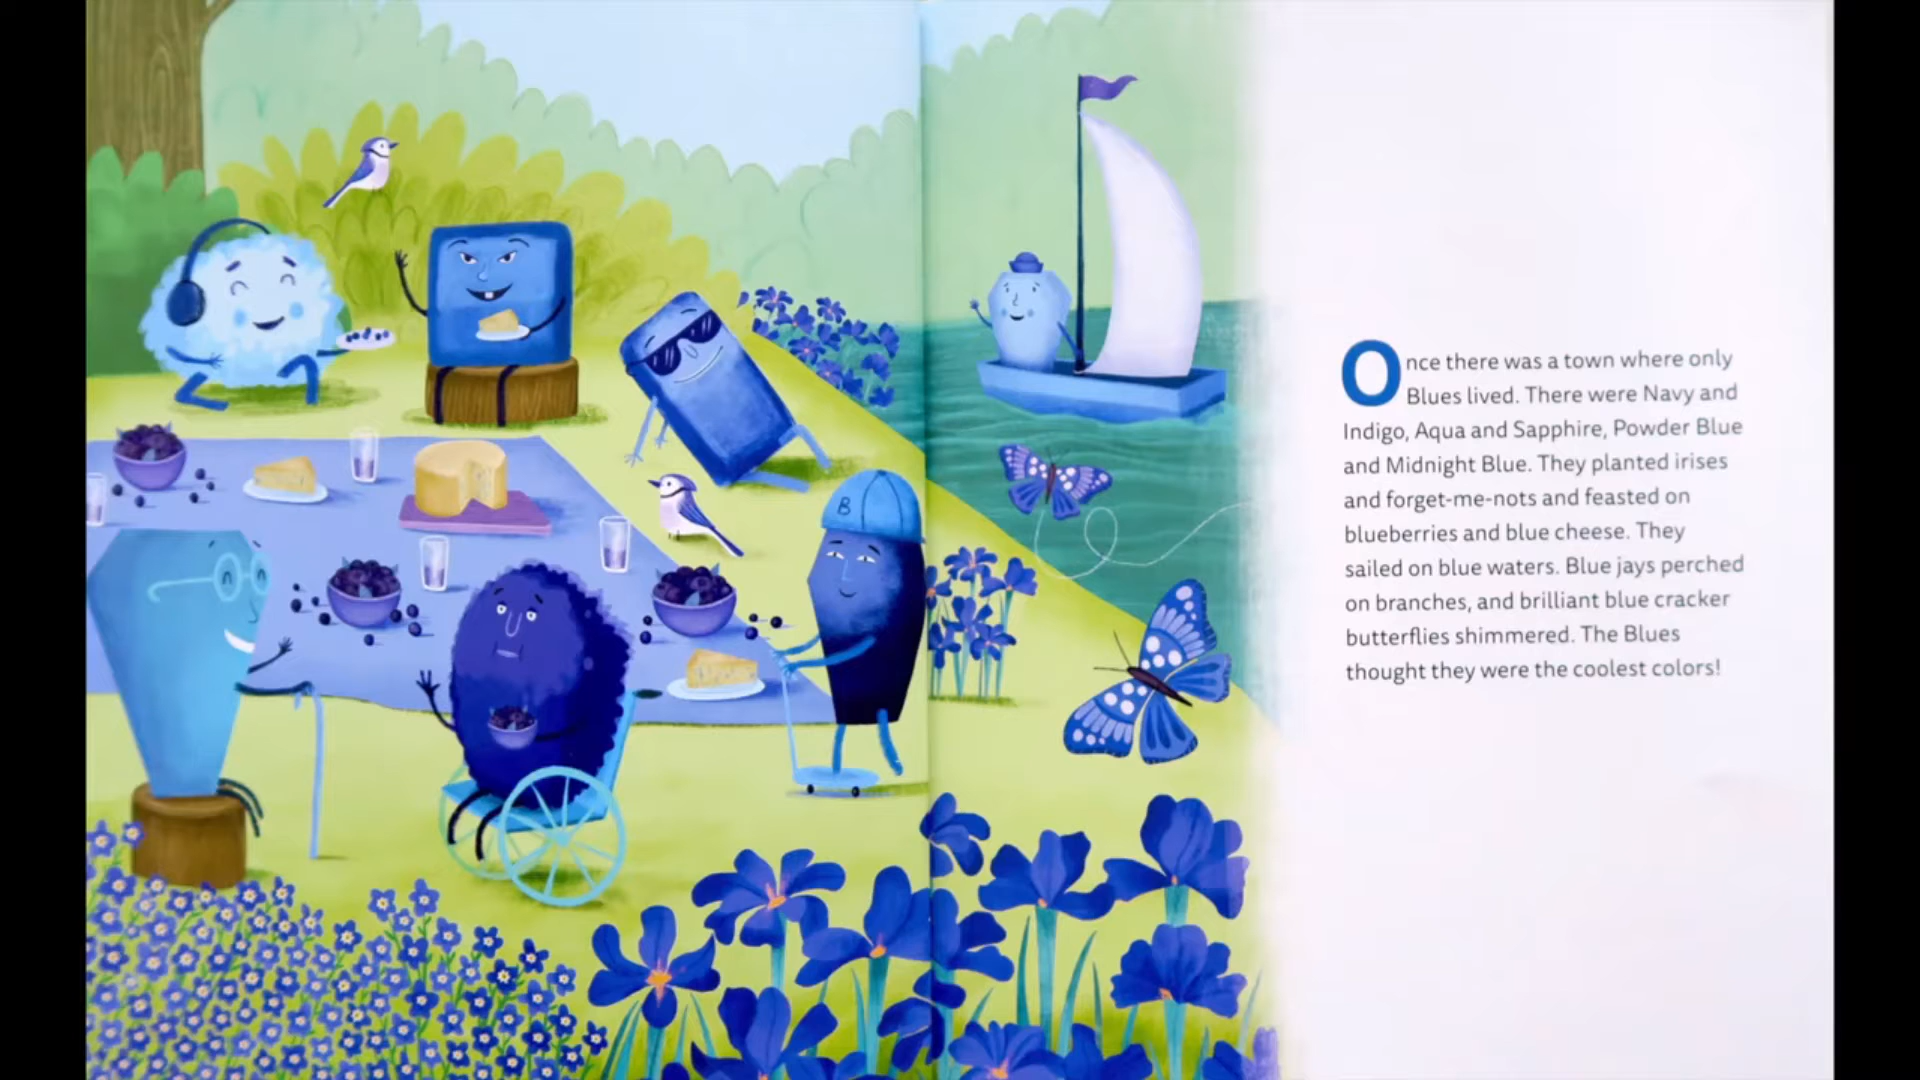 B
Once there was a town where only
Blues lived. There were Navy and
Indigo, Aqua and Sapphire, Powder Blue
and Midnight Blue. They planted irises
and forget-me-nots and feasted on
blueberries and blue cheese. They
sailed on blue waters. Blue jays perched
on branches, and brilliant blue cracker
butterflies shimmered. The Blues
thought they were the coolest colors!